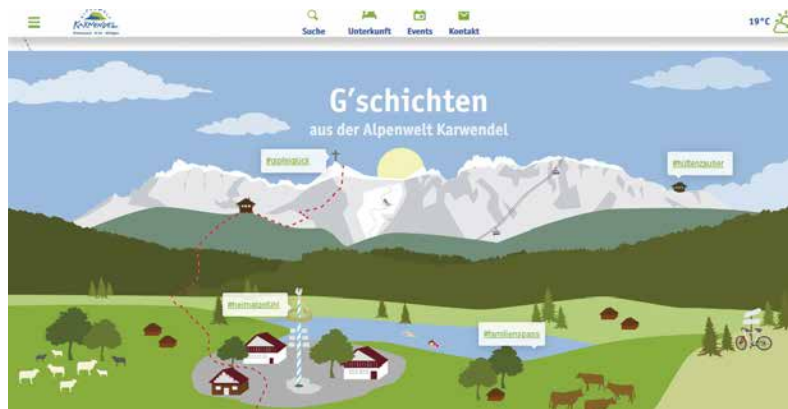 KARWENDEL
Suche
Unterkunft
Events
Kontakt
19°C
G'schichten
aus der Alpenwelt Karwendel
#gipfelglück
#hüttenzauber
#heimatgefühl
#familienspass